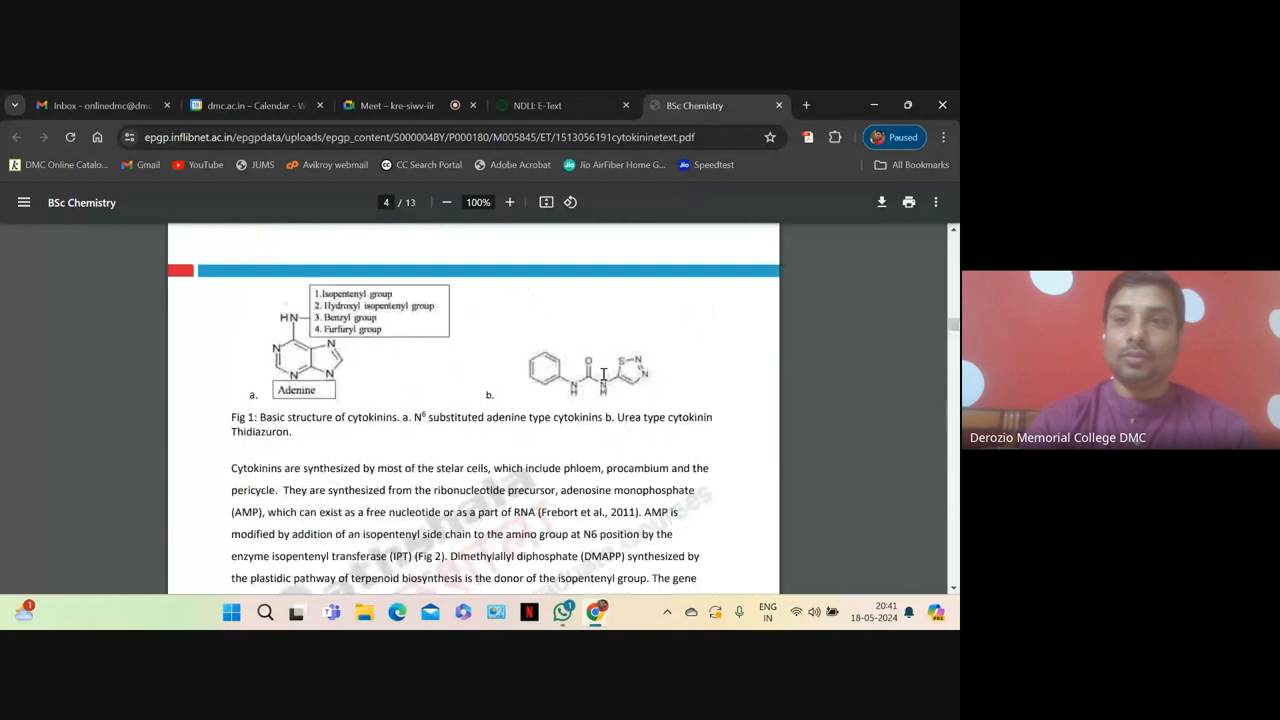 Inbox - onlinedmc@dmc
dmc.ac.in – Calendar - W
Meet – kre-siwv-iir
NDLI: E-Text
BSc Chemistry
epgp.inflibnet.ac.in/epgpdata/uploads/epgp_content/S000004BY/P000180/M005845/ET/1513056191cytokininetext.pdf
Paused
DMC Online Catalo...
Gmail
YouTube
JUMS
Avikroy webmail
CC Search Portal
Adobe Acrobat
Jio AirFiber Home G...
Speedtest
All Bookmarks
BSc Chemistry
4 / 13
100%
1.Isopentenyl group
2. Hydroxyl isopentenyl group
3. Benzyl group
4. Furfuryl group
HN
N N
N N
Adenine
a.
O S N
N
N N
H H
b.
Fig 1: Basic structure of cytokinins. a. N6 substituted adenine type cytokinins b. Urea type cytokinin
Thidiazuron.
Cytokinins are synthesized by most of the stelar cells, which include phloem, procambium and the
pericycle. They are synthesized from the ribonucleotide precursor, adenosine monophosphate
(AMP), which can exist as a free nucleotide or as a part of RNA (Frebort et al., 2011). AMP is
modified by addition of an isopentenyl side chain to the amino group at N6 position by the
enzyme isopentenyl transferase (IPT) (Fig 2). Dimethylallyl diphosphate (DMAPP) synthesized by
the plastidic pathway of terpenoid biosynthesis is the donor of the isopentenyl group. The gene
Derozio Memorial College DMC
1
1
ENG
IN
20:41
18-05-2024